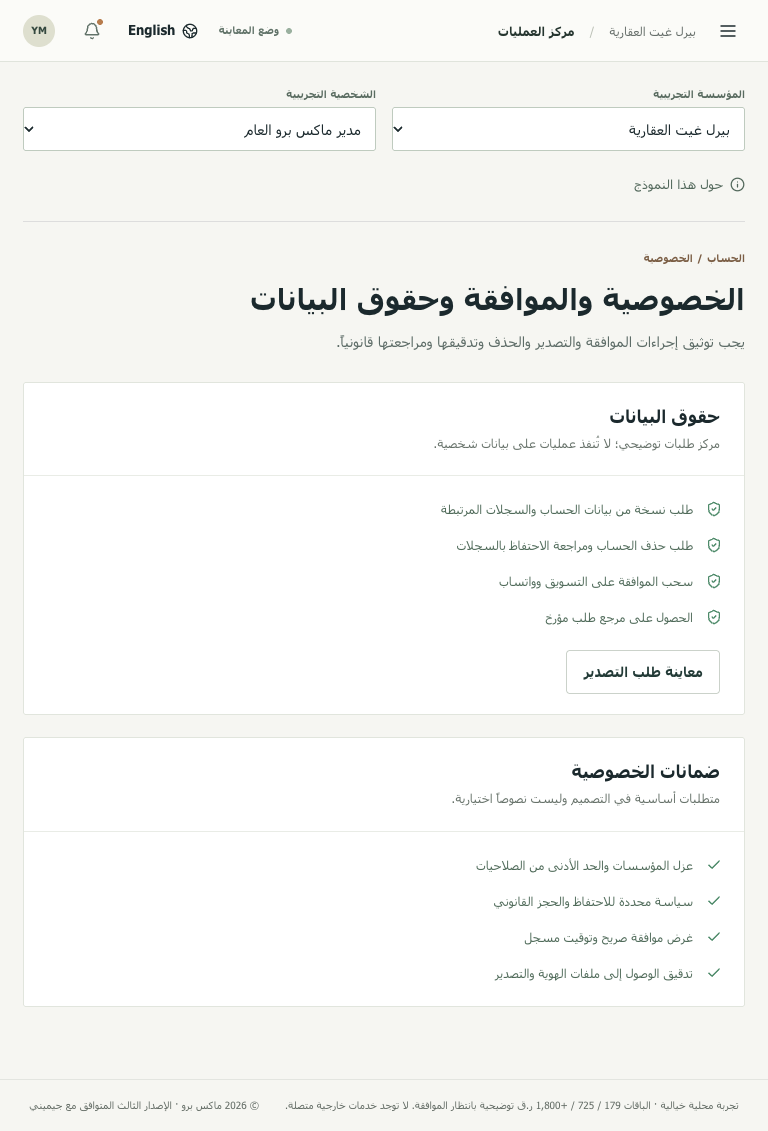 بيرل غيت العقارية / مركز العمليات
وضع المعاينة
English
YM
المؤسسة التجريبية
بيرل غيت العقارية
الشخصية التجريبية
مدير ماكس برو العام
حول هذا النموذج
الحساب / الخصوصية
الخصوصية والموافقة وحقوق البيانات
يجب توثيق إجراءات الموافقة والتصدير والحذف وتدقيقها ومراجعتها قانونياً.
حقوق البيانات
مركز طلبات توضيحي؛ لا تُنفذ عمليات على بيانات شخصية.
طلب نسخة من بيانات الحساب والسجلات المرتبطة
طلب حذف الحساب ومراجعة الاحتفاظ بالسجلات
سحب الموافقة على التسويق وواتساب
الحصول على مرجع طلب مؤرخ
معاينة طلب التصدير
ضمانات الخصوصية
متطلبات أساسية في التصميم وليست نصوصاً اختيارية.
عزل المؤسسات والحد الأدنى من الصلاحيات
سياسة محددة للاحتفاظ والحجز القانوني
غرض موافقة صريح وتوقيت مسجل
تدقيق الوصول إلى ملفات الهوية والتصدير
تجربة محلية خيالية · الباقات 179 / 725 / +1,800 ر.ق توضيحية بانتظار الموافقة. لا توجد خدمات خارجية متصلة.
© 2026 ماكس برو · الإصدار الثالث المتوافق مع جيميني